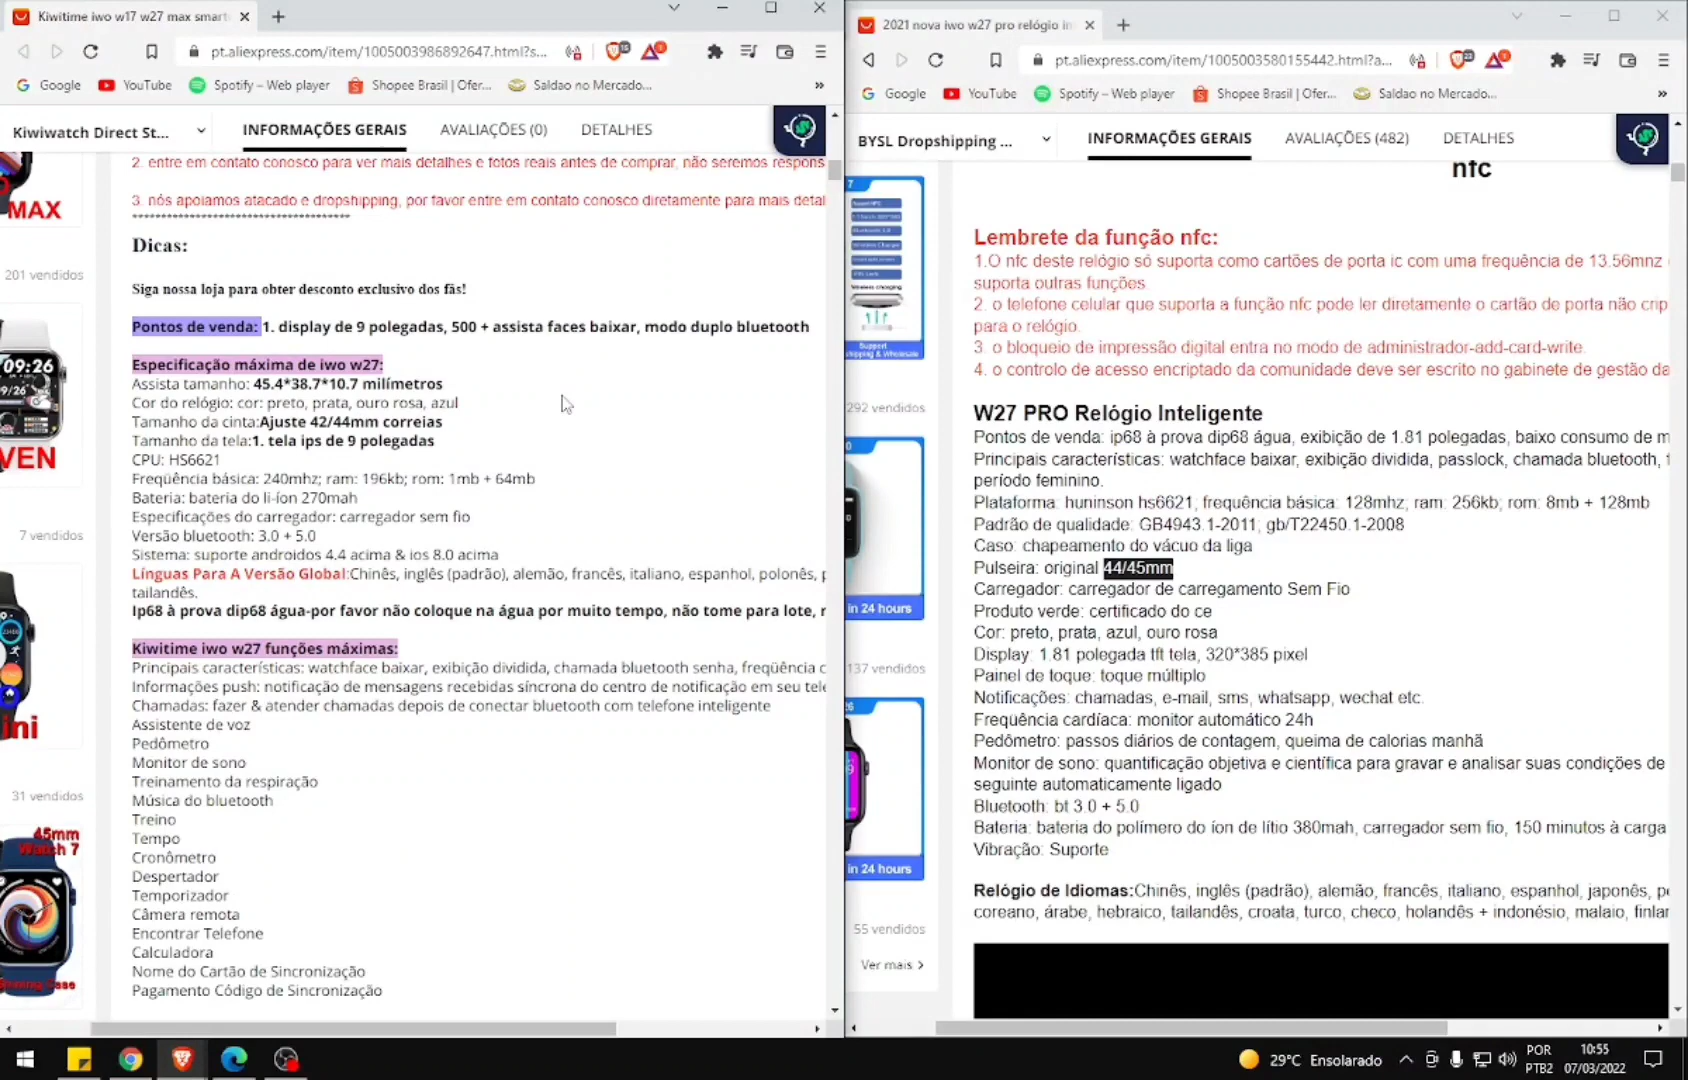 Kiwitime iwo w17 w27 max smart
pt.aliexpress.com/item/1005003986892647.html?s...
Google
YouTube
Spotify – Web player
Shopee Brasil | Ofer...
Saldao no Mercado...
»
Kiwiwatch Direct St...
INFORMAÇÕES GERAIS
AVALIAÇÕES (0)
DETALHES
MAX
201 vendidos
09:26
09/26
VEN
7 vendidos
ini
31 vendidos
45mm
Watch 7
2. entre em contato conosco para ver mais detalhes e fotos reais antes de comprar, não seremos respons
3. nós apoiamos atacado e dropshipping, por favor entre em contato conosco diretamente para mais detal
**************************************
Dicas:
Siga nossa loja para obter desconto exclusivo dos fãs!
Pontos de venda: 1. display de 9 polegadas, 500 + assista faces baixar, modo duplo bluetooth
Especificação máxima de iwo w27:
Assista tamanho: 45.4*38.7*10.7 milímetros
Cor do relógio: cor: preto, prata, ouro rosa, azul
Tamanho da cinta:Ajuste 42/44mm correias
Tamanho da tela:1. tela ips de 9 polegadas
CPU: HS6621
Freqüência básica: 240mhz; ram: 196kb; rom: 1mb + 64mb
Bateria: bateria do li-íon 270mah
Especificações do carregador: carregador sem fio
Versão bluetooth: 3.0 + 5.0
Sistema: suporte androidos 4.4 acima & ios 8.0 acima
Línguas Para A Versão Global:Chinês, inglês (padrão), alemão, francês, italiano, espanhol, polonês, p
tailandês.
Ip68 à prova dip68 água-por favor não coloque na água por muito tempo, não tome para lote, r
Kiwitime iwo w27 funções máximas:
Principais características: watchface baixar, exibição dividida, chamada bluetooth senha, freqüência c
Informações push: notificação de mensagens recebidas síncrona do centro de notificação em seu tele
Chamadas: fazer & atender chamadas depois de conectar bluetooth com telefone inteligente
Assistente de voz
Pedômetro
Monitor de sono
Treinamento da respiração
Música do bluetooth
Treino
Tempo
Cronômetro
Despertador
Temporizador
Câmera remota
Encontrar Telefone
Calculadora
Nome do Cartão de Sincronização
Pagamento Código de Sincronização
2021 nova iwo w27 pro relógio in
pt.aliexpress.com/item/1005003580155442.html?a...
Google
YouTube
Spotify – Web player
Shopee Brasil | Ofer...
Saldao no Mercado...
»
BYSL Dropshipping ...
INFORMAÇÕES GERAIS
AVALIAÇÕES (482)
DETALHES
Support
292 vendidos
in 24 hours
137 vendidos
in 24 hours
55 vendidos
Ver mais >
nfc
Lembrete da função nfc:
1.O nfc deste relógio só suporta como cartões de porta ic com uma frequência de 13.56mnz
suporta outras funções
2. o telefone celular que suporta a função nfc pode ler diretamente o cartão de porta não crip
para o relógio.
3. o bloqueio de impressão digital entra no modo de administrador-add-card-write.
4. o controlo de acesso encriptado da comunidade deve ser escrito no gabinete de gestão da
W27 PRO Relógio Inteligente
Pontos de venda: ip68 à prova dip68 água, exibição de 1.81 polegadas, baixo consumo de m
Principais características: watchface baixar, exibição dividida, passlock, chamada bluetooth, f
período feminino.
Plataforma: huninson hs6621; frequência básica: 128mhz; ram: 256kb; rom: 8mb + 128mb
Padrão de qualidade: GB4943.1-2011; gb/T22450.1-2008
Caso: chapeamento do vácuo da liga
Pulseira: original 44/45mm
Carregador: carregador de carregamento Sem Fio
Produto verde: certificado do ce
Cor: preto, prata, azul, ouro rosa
Display: 1.81 polegada tft tela, 320*385 pixel
Painel de toque: toque múltiplo
Notificações: chamadas, e-mail, sms, whatsapp, wechat etc.
Frequência cardíaca: monitor automático 24h
Pedômetro: passos diários de contagem, queima de calorias manhã
Monitor de sono: quantificação objetiva e científica para gravar e analisar suas condições de
seguinte automaticamente ligado
Bluetooth: bt 3.0 + 5.0
Bateria: bateria do polímero do íon de lítio 380mah, carregador sem fio, 150 minutos à carga
Vibração: Suporte
Relógio de Idiomas:Chinês, inglês (padrão), alemão, francês, italiano, espanhol, japonês, pe
coreano, árabe, hebraico, tailandês, croata, turco, checo, holandês + indonésio, malaio, finlar
29°C Ensolarado
POR
PTB2
10:55
07/03/2022